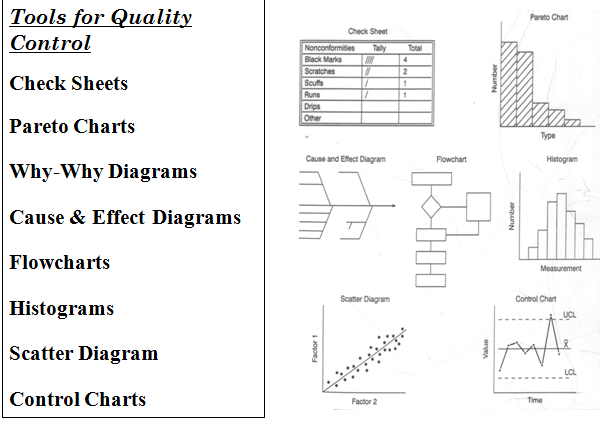 Tools for Quality
Control
Check Sheets
Pareto Charts
Why-Why Diagrams
Cause & Effect Diagrams
Flowcharts
Histograms
Scatter Diagram
Control Charts
Check Sheet
Nonconformities Tally Total
Black Marks //// 4
Scratches // 2
Scuffs / 1
Runs / 1
Drips
Other
Pareto Chart
Number
Type
Cause and Effect Diagram
Flowchart
Histogram
Number
Measurement
Scatter Diagram
Factor 1
Factor 2
Control Chart
UCL
X̄
LCL
Value
Time